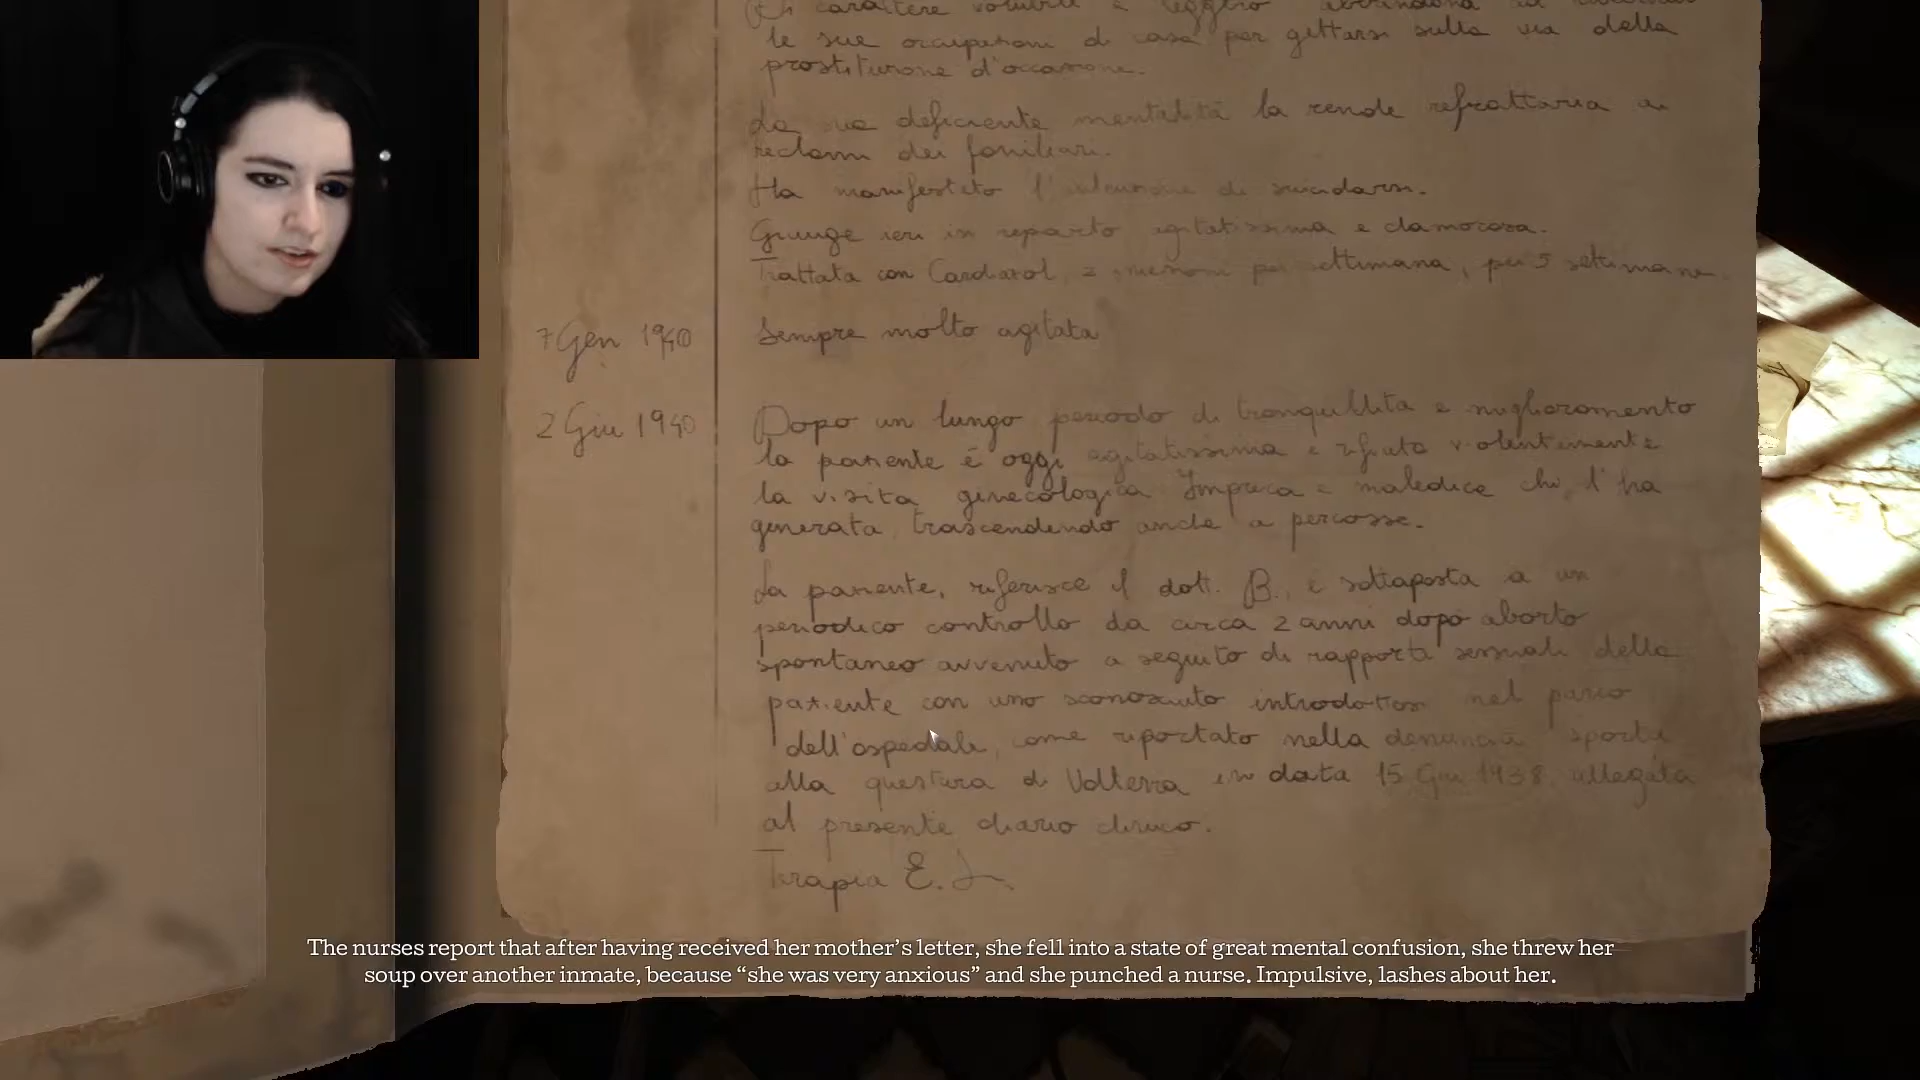 Di carattere volubile e leggero abbandona
le sue occupazioni di casa per gettarsi sulla via della
prostituzione d'occasione.
La sua deficiente mentalità la rende refrattaria ai
reclami dei familiari.
Ha manifestato l'intenzione di suicidarsi.
Giunge ieri in reparto agitatissima e clamorosa.
Trattata con Cardiazol, 2 iniezioni per settimana, per 5 settimane.
7 Gen 1940 Sempre molto agitata
2 Giu 1940 Dopo un lungo periodo di tranquillità e miglioramento
la paziente é oggi agitatissima e rifiuta violentemente
la visita ginecologica. Impreca e maledice chi l'ha
generata, trascendendo anche a percosse.
La paziente, riferisce il dott. B., è sottoposta a un
periodico controllo da circa 2 anni dopo aborto
spontaneo avvenuto a seguito di rapporti sessuali della
paziente con uno sconosciuto introdottosi nel parco
dell'ospedale, come riportato nella denuncia sporta
alla questura di Volterra in data 15 Giu 1938 allegata
al presente diario clinico.
Terapia E.
The nurses report that after having received her mother's letter, she fell into a state of great mental confusion, she threw her
soup over another inmate, because “she was very anxious” and she punched a nurse. Impulsive, lashes about her.